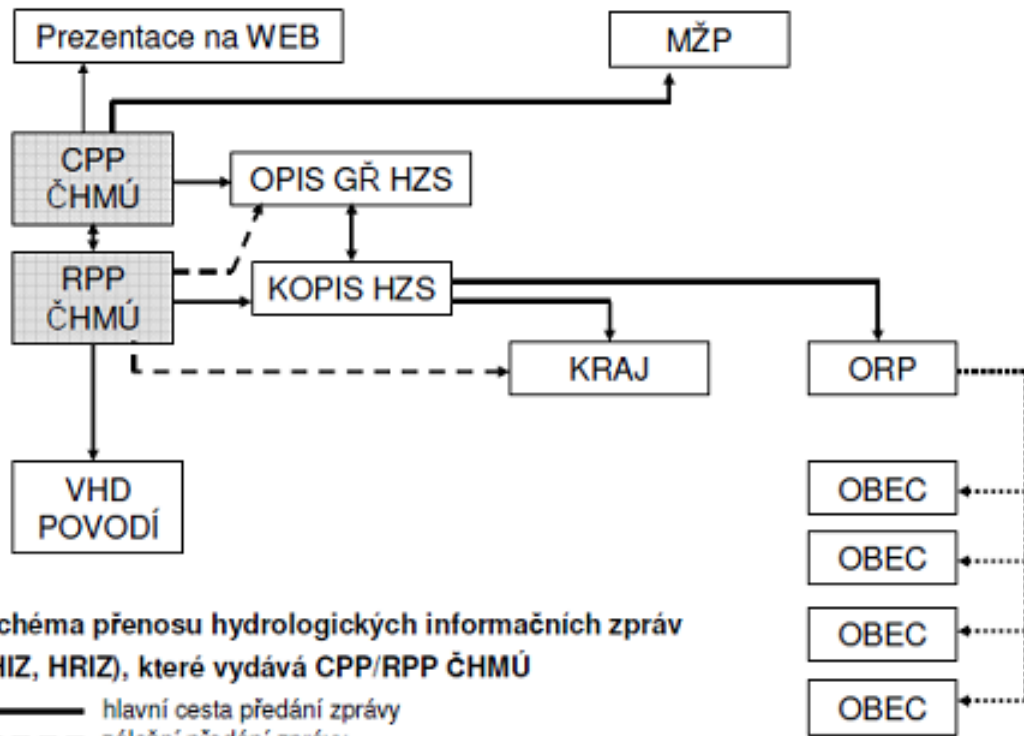 Prezentace na WEB
MŽP
CPP
ČHMÚ
OPIS GŘ HZS
RPP
ČHMÚ
KOPIS HZS
KRAJ
ORP
VHD
POVODÍ
OBEC
OBEC
OBEC
OBEC
chéma přenosu hydrologických informačních zpráv
HIZ, HRIZ), které vydává CPP/RPP ČHMÚ
hlavní cesta předání zprávy